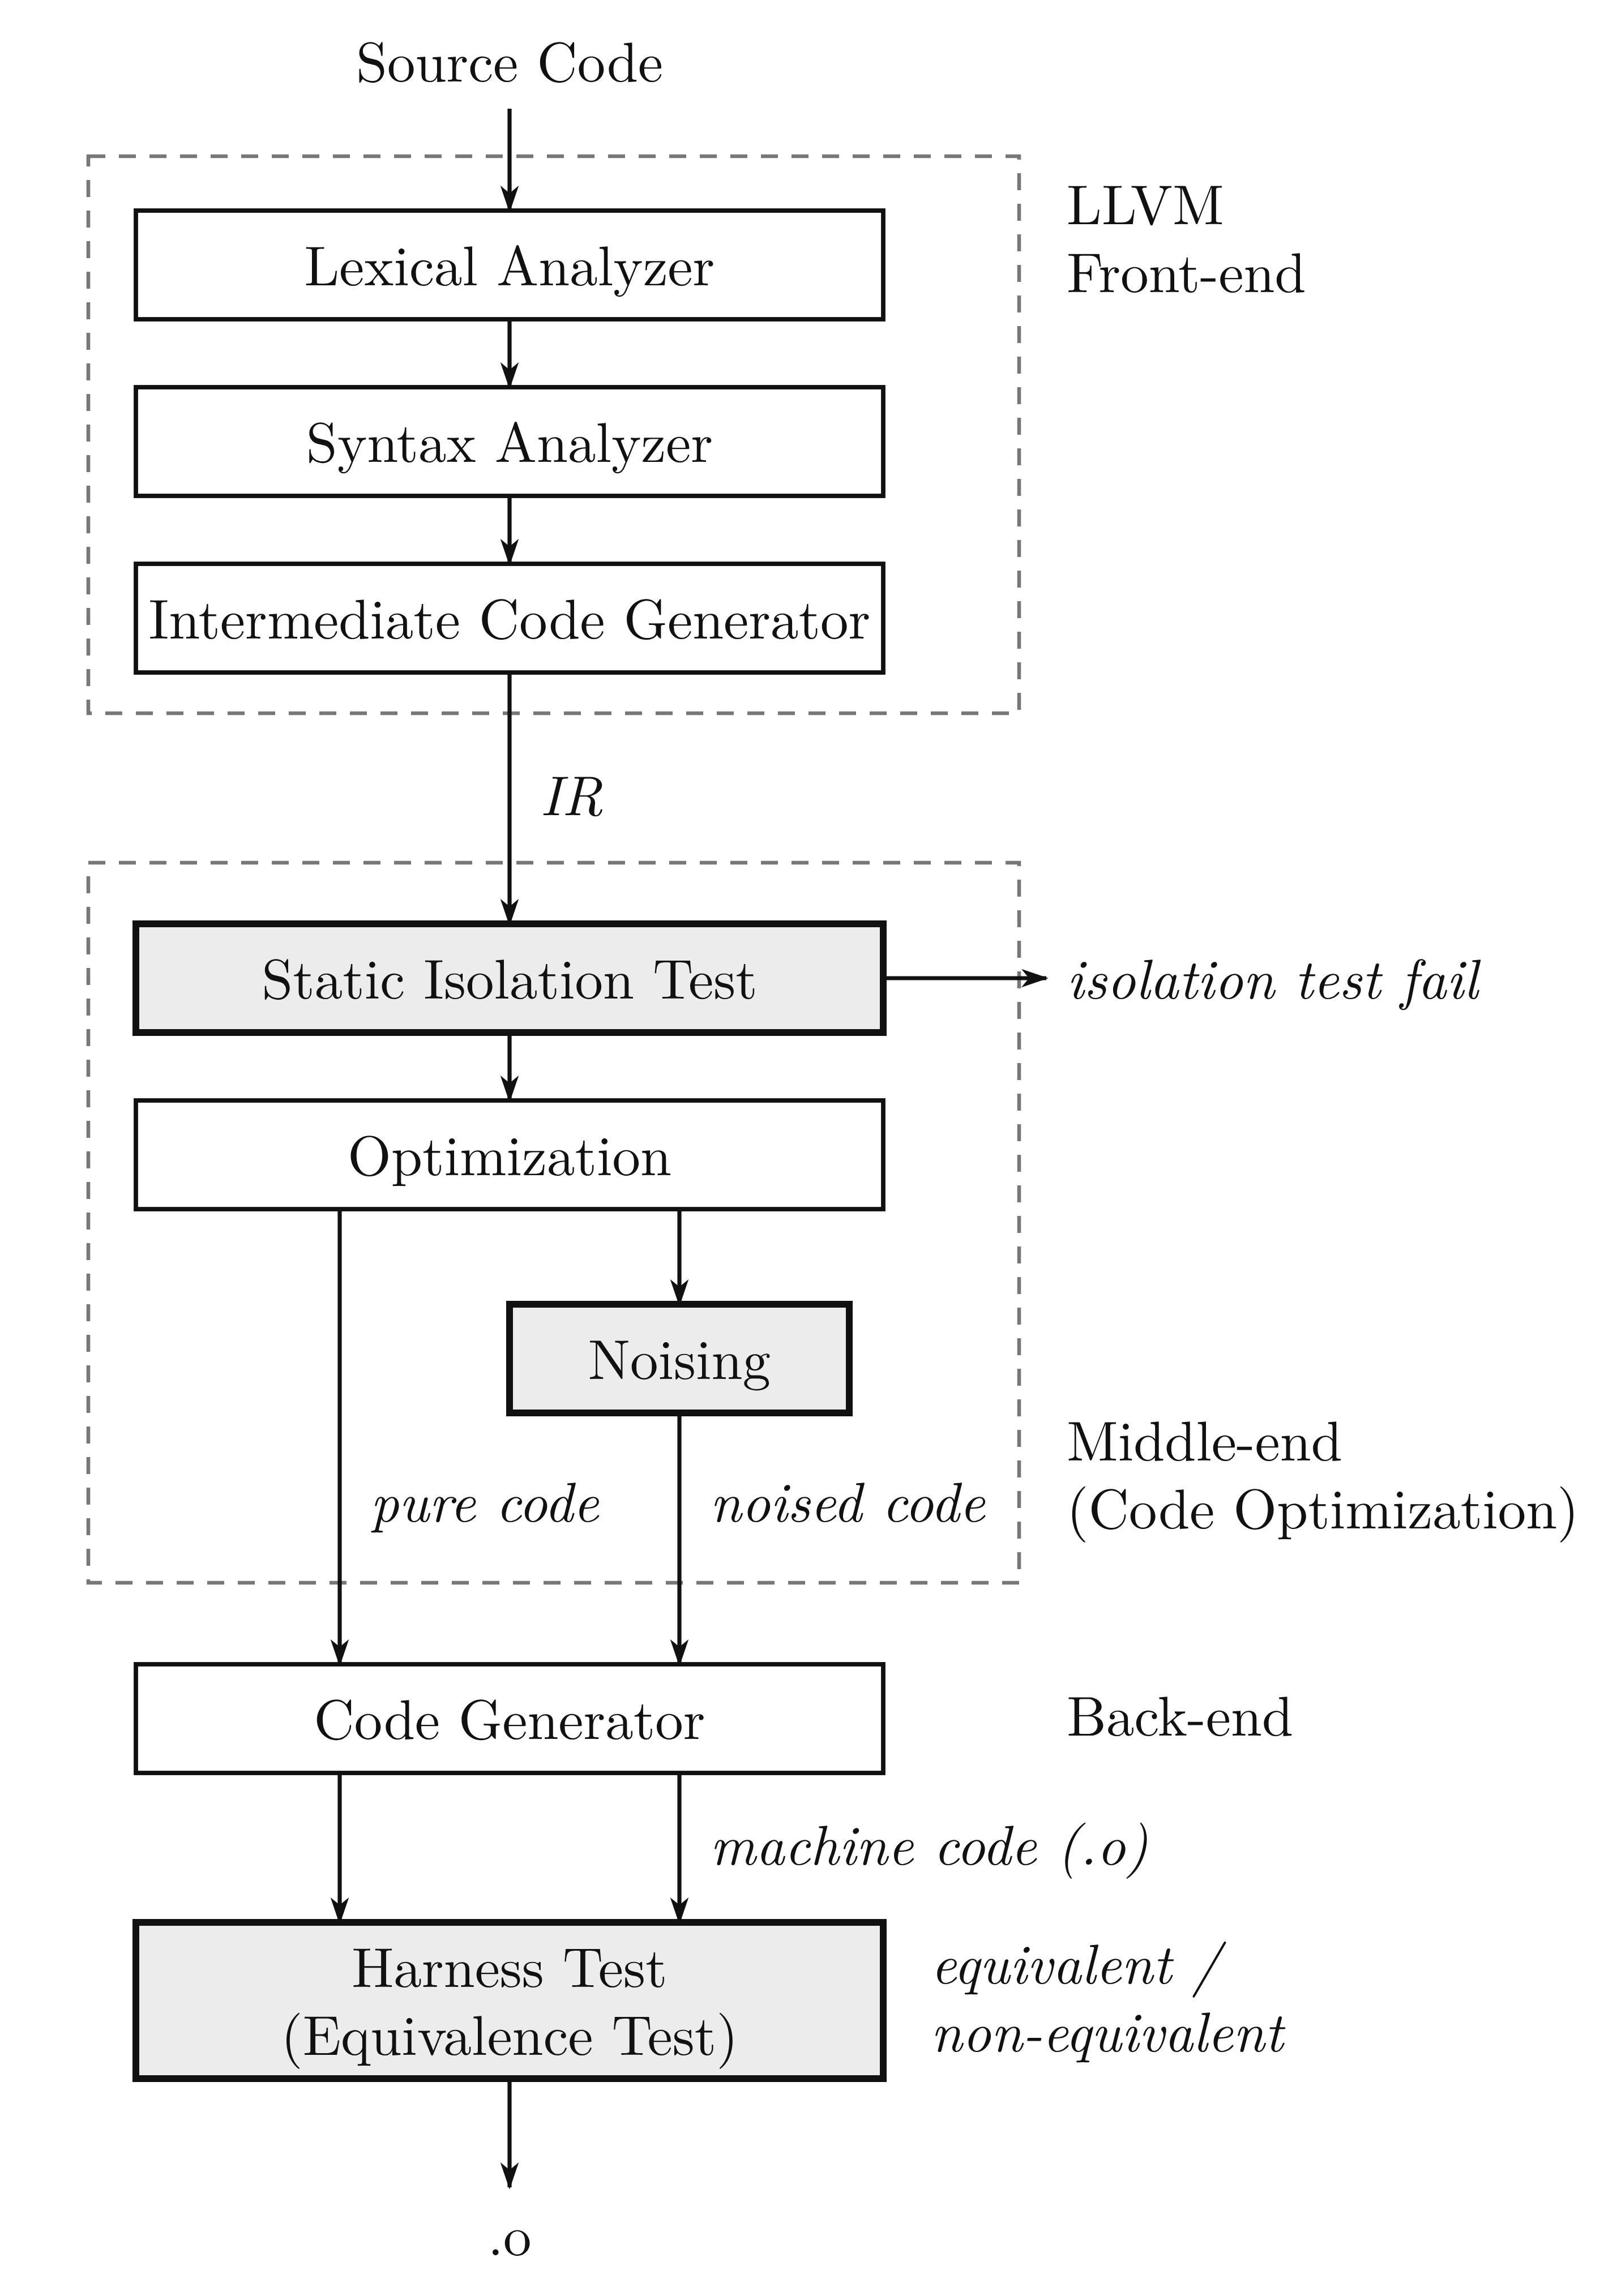 Source Code
LLVM
Front-end
Lexical Analyzer
Syntax Analyzer
Intermediate Code Generator
IR
Static Isolation Test
isolation test fail
Optimization
Noising
Middle-end
(Code Optimization)
pure code
noised code
Code Generator
Back-end
machine code (.o)
Harness Test
(Equivalence Test)
equivalent /
non-equivalent
.o